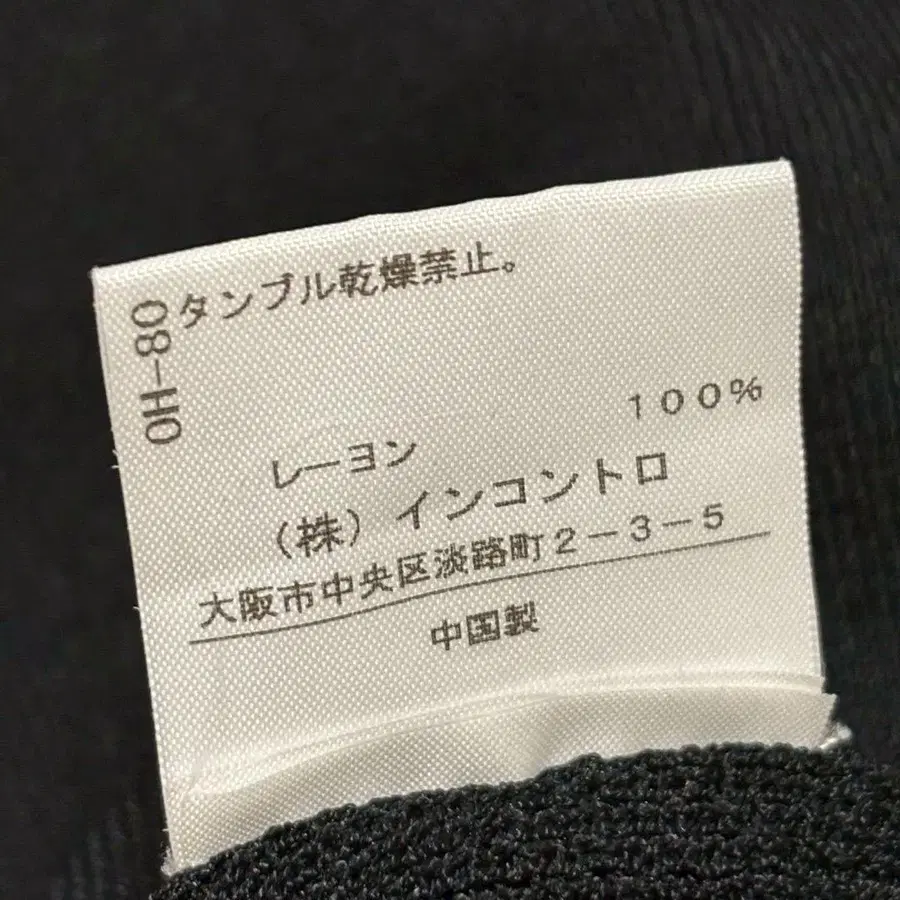 08-H0
タンブル乾燥禁止。
レーヨン 100%
(株)インコントロ
大阪市中央区淡路町2-3-5
中国製